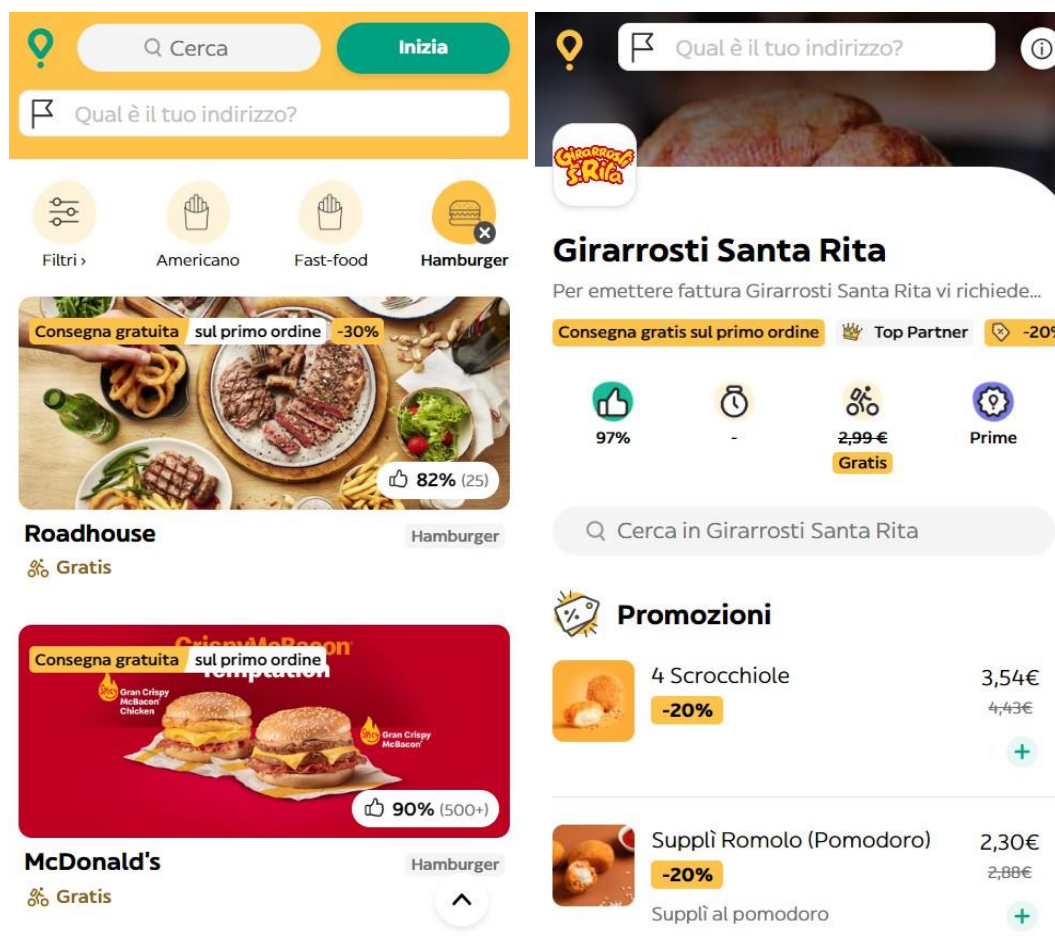 Cerca
Inizia
Qual è il tuo indirizzo?
Filtri ›
Americano
Fast-food
Hamburger
Consegna gratuita sul primo ordine -30%
82% (25)
Roadhouse
Hamburger
Gratis
CrispyMcBacon
Consegna gratuita sul primo ordine
Temptation
Spicy
Gran Crispy
McBacon
Chicken
Spicy
Gran Crispy
McBacon
90% (500+)
McDonald's
Hamburger
Gratis
Qual è il tuo indirizzo?
Girarrosti
S. Rita
Girarrosti Santa Rita
Per emettere fattura Girarrosti Santa Rita vi richiede...
Consegna gratis sul primo ordine
Top Partner
-20%
97%
-
2,99 €
Prime
Gratis
Cerca in Girarrosti Santa Rita
Promozioni
4 Scrocchiole
3,54€
-20%
4,43€
Supplì Romolo (Pomodoro)
2,30€
-20%
2,88€
Supplì al pomodoro